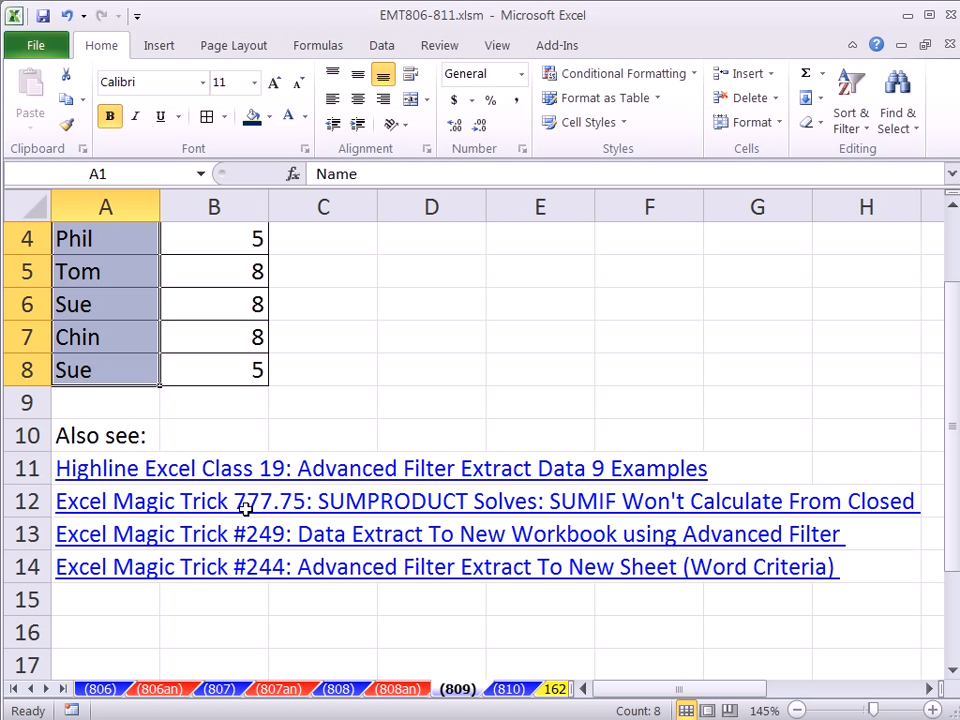 EMT806-811.xlsm - Microsoft Excel
File Home Insert Page Layout Formulas Data Review View Add-Ins
Paste
Calibri 11
B I U
General
$ % ,
Conditional Formatting
Format as Table
Cell Styles
Insert
Delete
Format
Sort & Filter
Find & Select
Clipboard Font Alignment Number Styles Cells Editing
A1 fx Name
A B C D E F G H
4 Phil 5
5 Tom 8
6 Sue 8
7 Chin 8
8 Sue 5
9
10 Also see:
11 Highline Excel Class 19: Advanced Filter Extract Data 9 Examples
12 Excel Magic Trick 777.75: SUMPRODUCT Solves: SUMIF Won't Calculate From Closed
13 Excel Magic Trick #249: Data Extract To New Workbook using Advanced Filter
14 Excel Magic Trick #244: Advanced Filter Extract To New Sheet (Word Criteria)
15
16
17
(806) (806an) (807) (807an) (808) (808an) (809) (810) 162
Ready Count: 8 145%